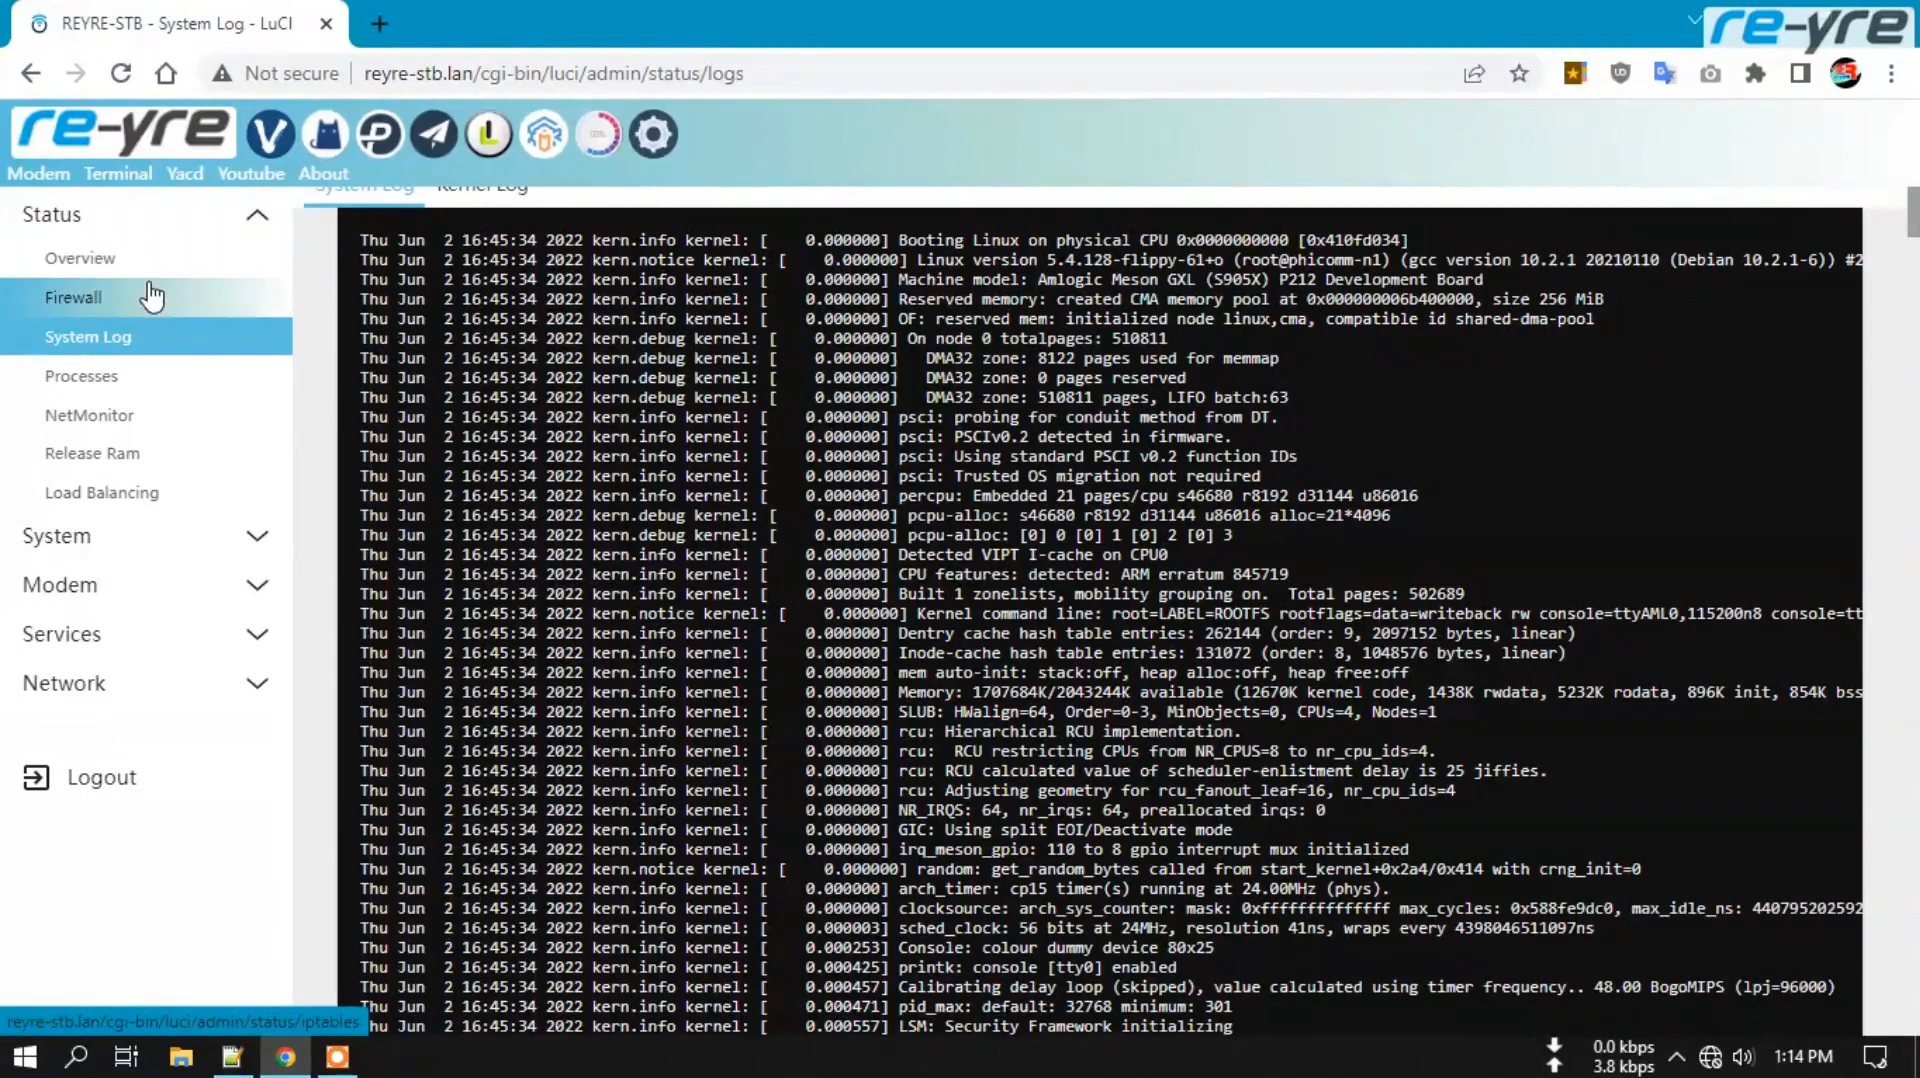 REYRE-STB - System Log - LuCI
re-yre
Not secure
reyre-stb.lan/cgi-bin/luci/admin/status/logs
re-yre
Modem Terminal Yacd Youtube About
System Log Kernel Log
Status
Overview
Firewall
System Log
Processes
NetMonitor
Release Ram
Load Balancing
System
Modem
Services
Network
Logout
Thu Jun  2 16:45:34 2022 kern.info kernel: [    0.000000] Booting Linux on physical CPU 0x0000000000 [0x410fd034]
Thu Jun  2 16:45:34 2022 kern.notice kernel: [    0.000000] Linux version 5.4.128-flippy-61+o (root@phicomm-n1) (gcc version 10.2.1 20210110 (Debian 10.2.1-6)) #2
Thu Jun  2 16:45:34 2022 kern.info kernel: [    0.000000] Machine model: Amlogic Meson GXL (S905X) P212 Development Board
Thu Jun  2 16:45:34 2022 kern.info kernel: [    0.000000] Reserved memory: created CMA memory pool at 0x000000006b400000, size 256 MiB
Thu Jun  2 16:45:34 2022 kern.info kernel: [    0.000000] OF: reserved mem: initialized node linux,cma, compatible id shared-dma-pool
Thu Jun  2 16:45:34 2022 kern.debug kernel: [    0.000000] On node 0 totalpages: 510811
Thu Jun  2 16:45:34 2022 kern.debug kernel: [    0.000000]   DMA32 zone: 8122 pages used for memmap
Thu Jun  2 16:45:34 2022 kern.debug kernel: [    0.000000]   DMA32 zone: 0 pages reserved
Thu Jun  2 16:45:34 2022 kern.debug kernel: [    0.000000]   DMA32 zone: 510811 pages, LIFO batch:63
Thu Jun  2 16:45:34 2022 kern.info kernel: [    0.000000] psci: probing for conduit method from DT.
Thu Jun  2 16:45:34 2022 kern.info kernel: [    0.000000] psci: PSCIv0.2 detected in firmware.
Thu Jun  2 16:45:34 2022 kern.info kernel: [    0.000000] psci: Using standard PSCI v0.2 function IDs
Thu Jun  2 16:45:34 2022 kern.info kernel: [    0.000000] psci: Trusted OS migration not required
Thu Jun  2 16:45:34 2022 kern.info kernel: [    0.000000] percpu: Embedded 21 pages/cpu s46680 r8192 d31144 u86016
Thu Jun  2 16:45:34 2022 kern.debug kernel: [    0.000000] pcpu-alloc: s46680 r8192 d31144 u86016 alloc=21*4096
Thu Jun  2 16:45:34 2022 kern.debug kernel: [    0.000000] pcpu-alloc: [0] 0 [0] 1 [0] 2 [0] 3
Thu Jun  2 16:45:34 2022 kern.info kernel: [    0.000000] Detected VIPT I-cache on CPU0
Thu Jun  2 16:45:34 2022 kern.info kernel: [    0.000000] CPU features: detected: ARM erratum 845719
Thu Jun  2 16:45:34 2022 kern.info kernel: [    0.000000] Built 1 zonelists, mobility grouping on.  Total pages: 502689
Thu Jun  2 16:45:34 2022 kern.notice kernel: [    0.000000] Kernel command line: root=LABEL=ROOTFS rootflags=data=writeback rw console=ttyAML0,115200n8 console=tt
Thu Jun  2 16:45:34 2022 kern.info kernel: [    0.000000] Dentry cache hash table entries: 262144 (order: 9, 2097152 bytes, linear)
Thu Jun  2 16:45:34 2022 kern.info kernel: [    0.000000] Inode-cache hash table entries: 131072 (order: 8, 1048576 bytes, linear)
Thu Jun  2 16:45:34 2022 kern.info kernel: [    0.000000] mem auto-init: stack:off, heap alloc:off, heap free:off
Thu Jun  2 16:45:34 2022 kern.info kernel: [    0.000000] Memory: 1707684K/2043244K available (12670K kernel code, 1438K rwdata, 5232K rodata, 896K init, 854K bss
Thu Jun  2 16:45:34 2022 kern.info kernel: [    0.000000] SLUB: HWalign=64, Order=0-3, MinObjects=0, CPUs=4, Nodes=1
Thu Jun  2 16:45:34 2022 kern.info kernel: [    0.000000] rcu: Hierarchical RCU implementation.
Thu Jun  2 16:45:34 2022 kern.info kernel: [    0.000000] rcu:  RCU restricting CPUs from NR_CPUS=8 to nr_cpu_ids=4.
Thu Jun  2 16:45:34 2022 kern.info kernel: [    0.000000] rcu: RCU calculated value of scheduler-enlistment delay is 25 jiffies.
Thu Jun  2 16:45:34 2022 kern.info kernel: [    0.000000] rcu: Adjusting geometry for rcu_fanout_leaf=16, nr_cpu_ids=4
Thu Jun  2 16:45:34 2022 kern.info kernel: [    0.000000] NR_IRQS: 64, nr_irqs: 64, preallocated irqs: 0
Thu Jun  2 16:45:34 2022 kern.info kernel: [    0.000000] GIC: Using split EOI/Deactivate mode
Thu Jun  2 16:45:34 2022 kern.info kernel: [    0.000000] irq_meson_gpio: 110 to 8 gpio interrupt mux initialized
Thu Jun  2 16:45:34 2022 kern.notice kernel: [    0.000000] random: get_random_bytes called from start_kernel+0x2a4/0x414 with crng_init=0
Thu Jun  2 16:45:34 2022 kern.info kernel: [    0.000000] arch_timer: cp15 timer(s) running at 24.00MHz (phys).
Thu Jun  2 16:45:34 2022 kern.info kernel: [    0.000000] clocksource: arch_sys_counter: mask: 0xffffffffffffff max_cycles: 0x588fe9dc0, max_idle_ns: 440795202592
Thu Jun  2 16:45:34 2022 kern.info kernel: [    0.000003] sched_clock: 56 bits at 24MHz, resolution 41ns, wraps every 4398046511097ns
Thu Jun  2 16:45:34 2022 kern.info kernel: [    0.000253] Console: colour dummy device 80x25
Thu Jun  2 16:45:34 2022 kern.info kernel: [    0.000425] printk: console [tty0] enabled
Thu Jun  2 16:45:34 2022 kern.info kernel: [    0.000457] Calibrating delay loop (skipped), value calculated using timer frequency.. 48.00 BogoMIPS (lpj=96000)
Thu Jun  2 16:45:34 2022 kern.info kernel: [    0.000471] pid_max: default: 32768 minimum: 301
hu Jun  2 16:45:34 2022 kern.info kernel: [    0.000557] LSM: Security Framework initializing
reyre-stb.lan/cgi-bin/luci/admin/status/iptables
0.0 kbps
3.8 kbps
1:14 PM